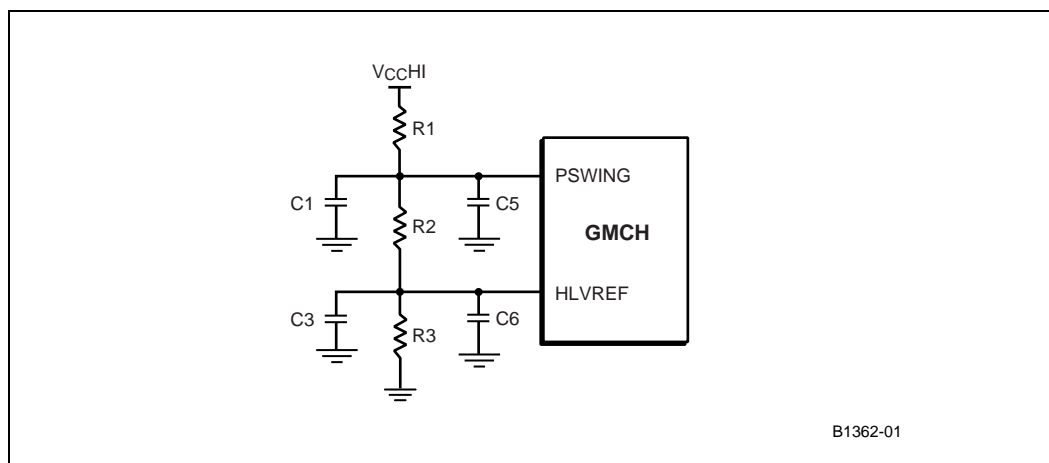 VCCHI
R1
PSWING
C1
C5
R2
GMCH
HLVREF
C3
C6
R3
B1362-01